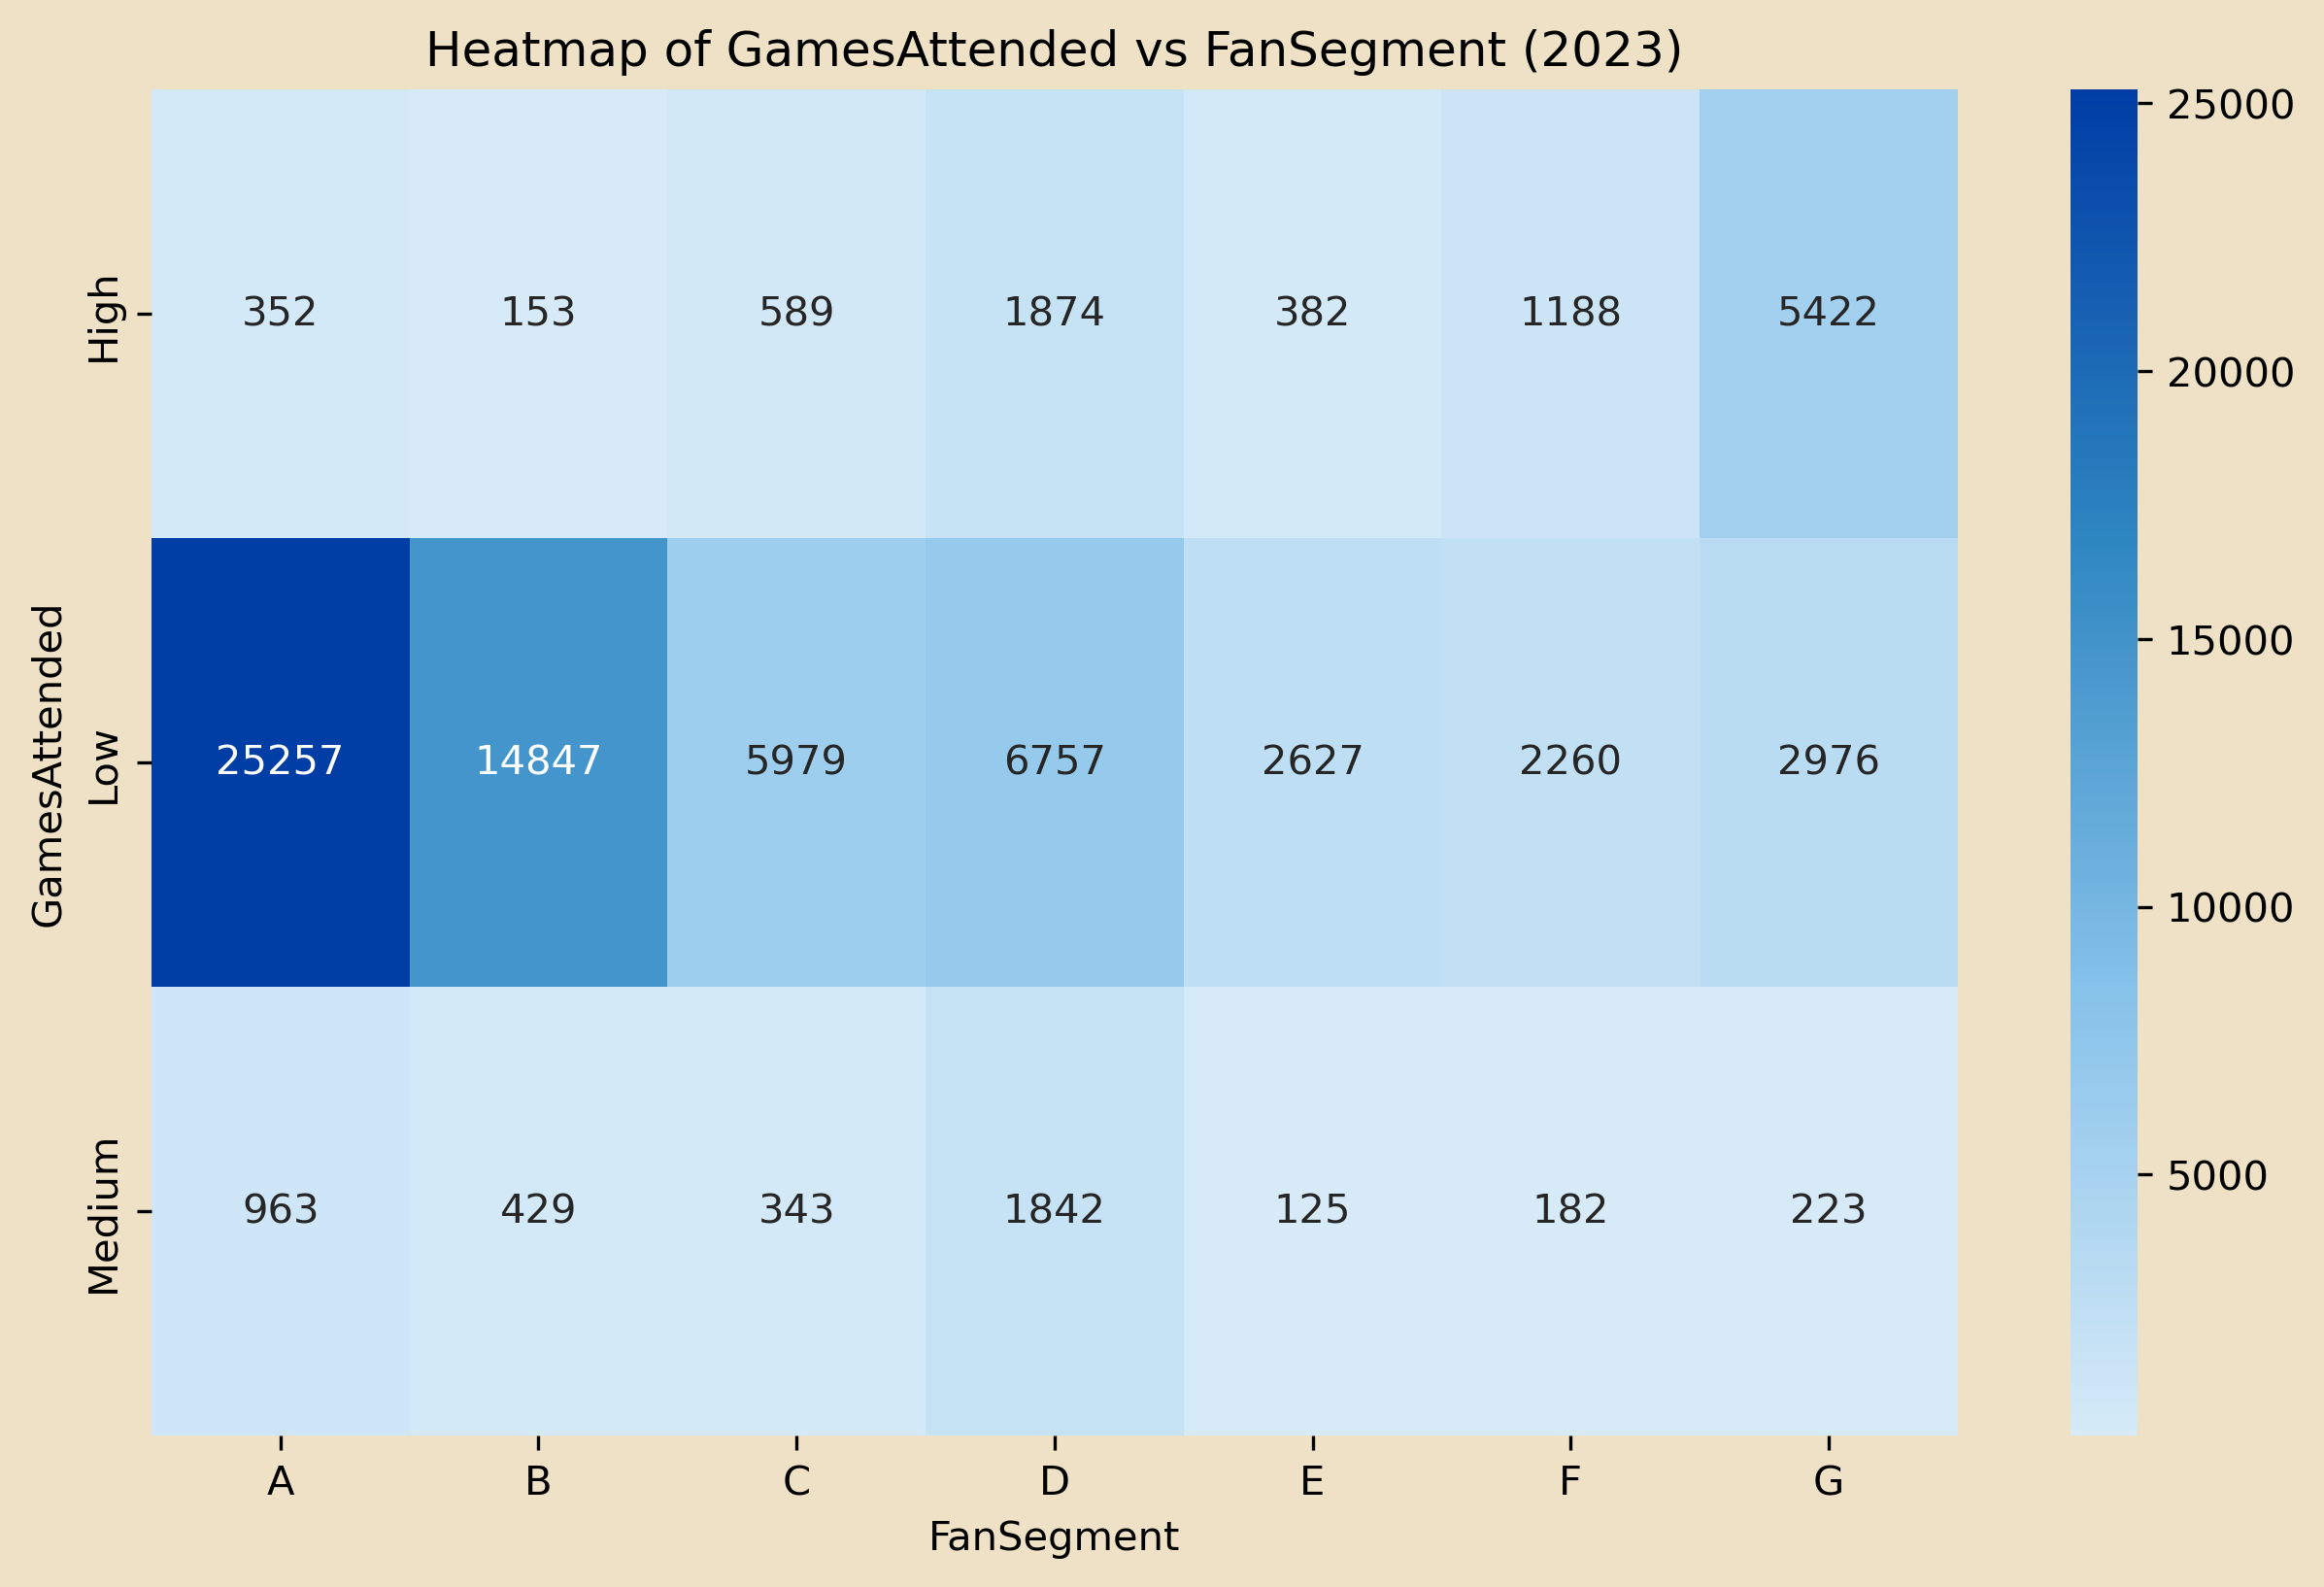 Heatmap of GamesAttended vs FanSegment (2023)
GamesAttended
High
352 153 589 1874 382 1188 5422
Low
25257 14847 5979 6757 2627 2260 2976
Medium
963 429 343 1842 125 182 223
A B C D E F G
FanSegment
25000
20000
15000
10000
5000